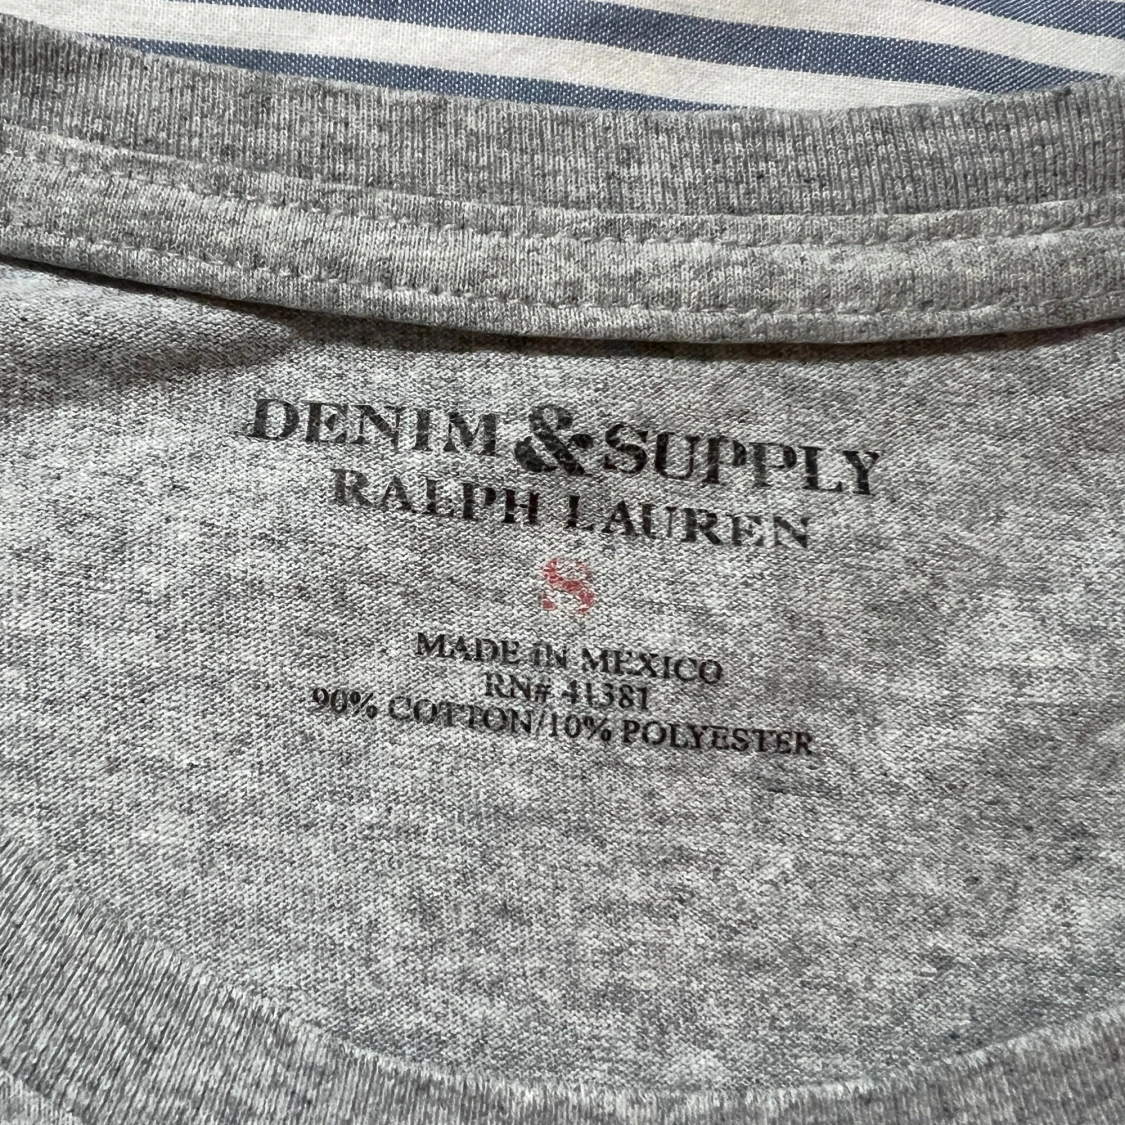 DENIM & SUPPLY
RALPH LAUREN
S
MADE IN MEXICO
RN# 41381
90% COTTON/10% POLYESTER